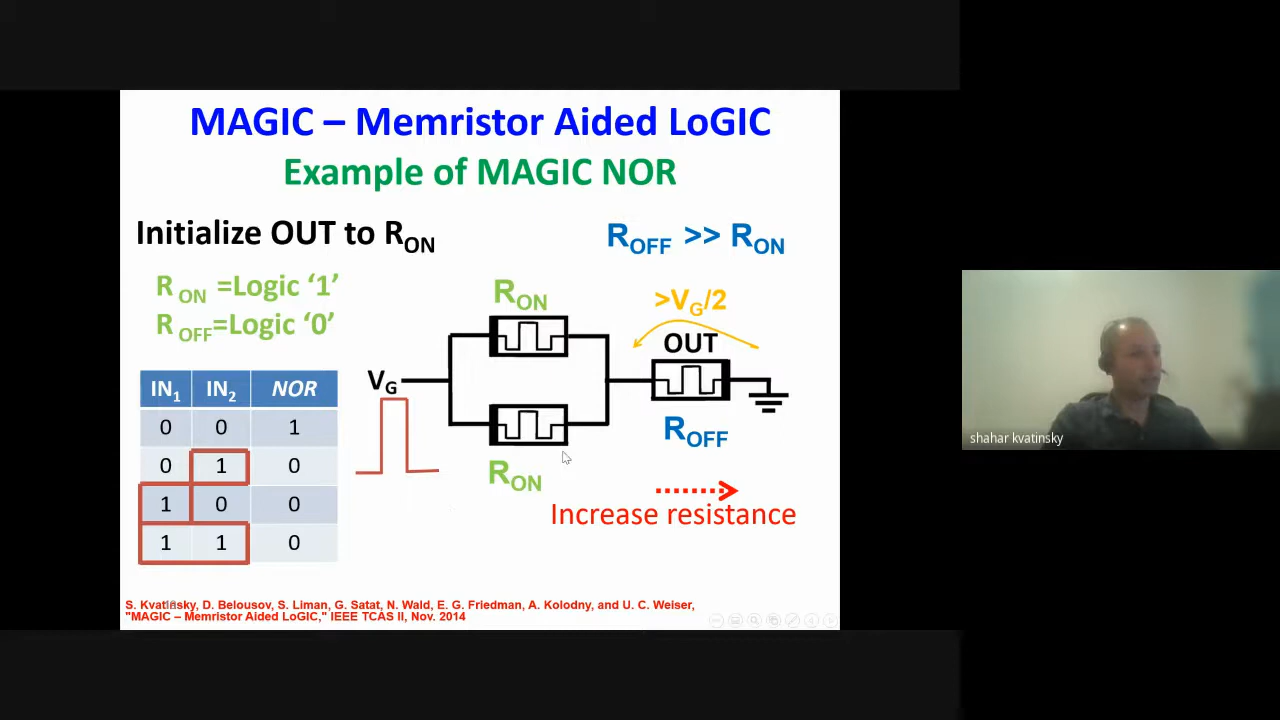 MAGIC – Memristor Aided LoGIC
Example of MAGIC NOR
Initialize OUT to RON
ROFF >> RON
R ON =Logic ‘1’
R OFF=Logic ‘0’
RON
>VG/2
OUT
VG
ROFF
RON
Increase resistance
IN1 IN2 NOR
0 0 1
0 1 0
1 0 0
1 1 0
S. Kvatinsky, D. Belousov, S. Liman, G. Satat, N. Wald, E. G. Friedman, A. Kolodny, and U. C. Weiser,
"MAGIC – Memristor Aided LoGIC," IEEE TCAS II, Nov. 2014
shahar kvatinsky